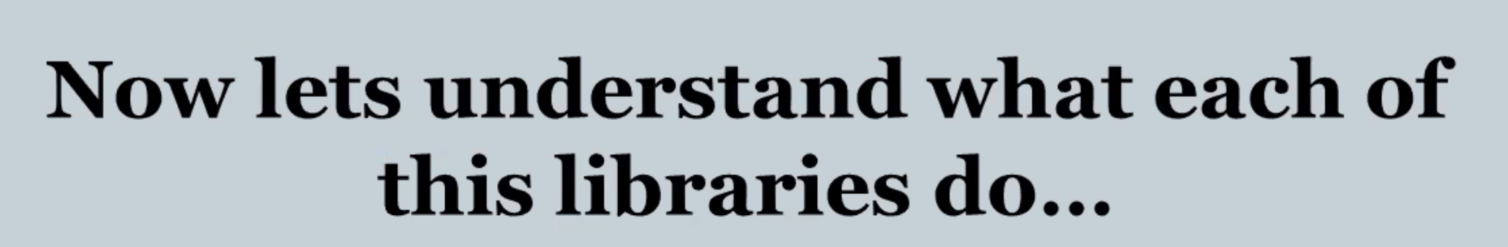 Now lets understand what each of
this libraries do...